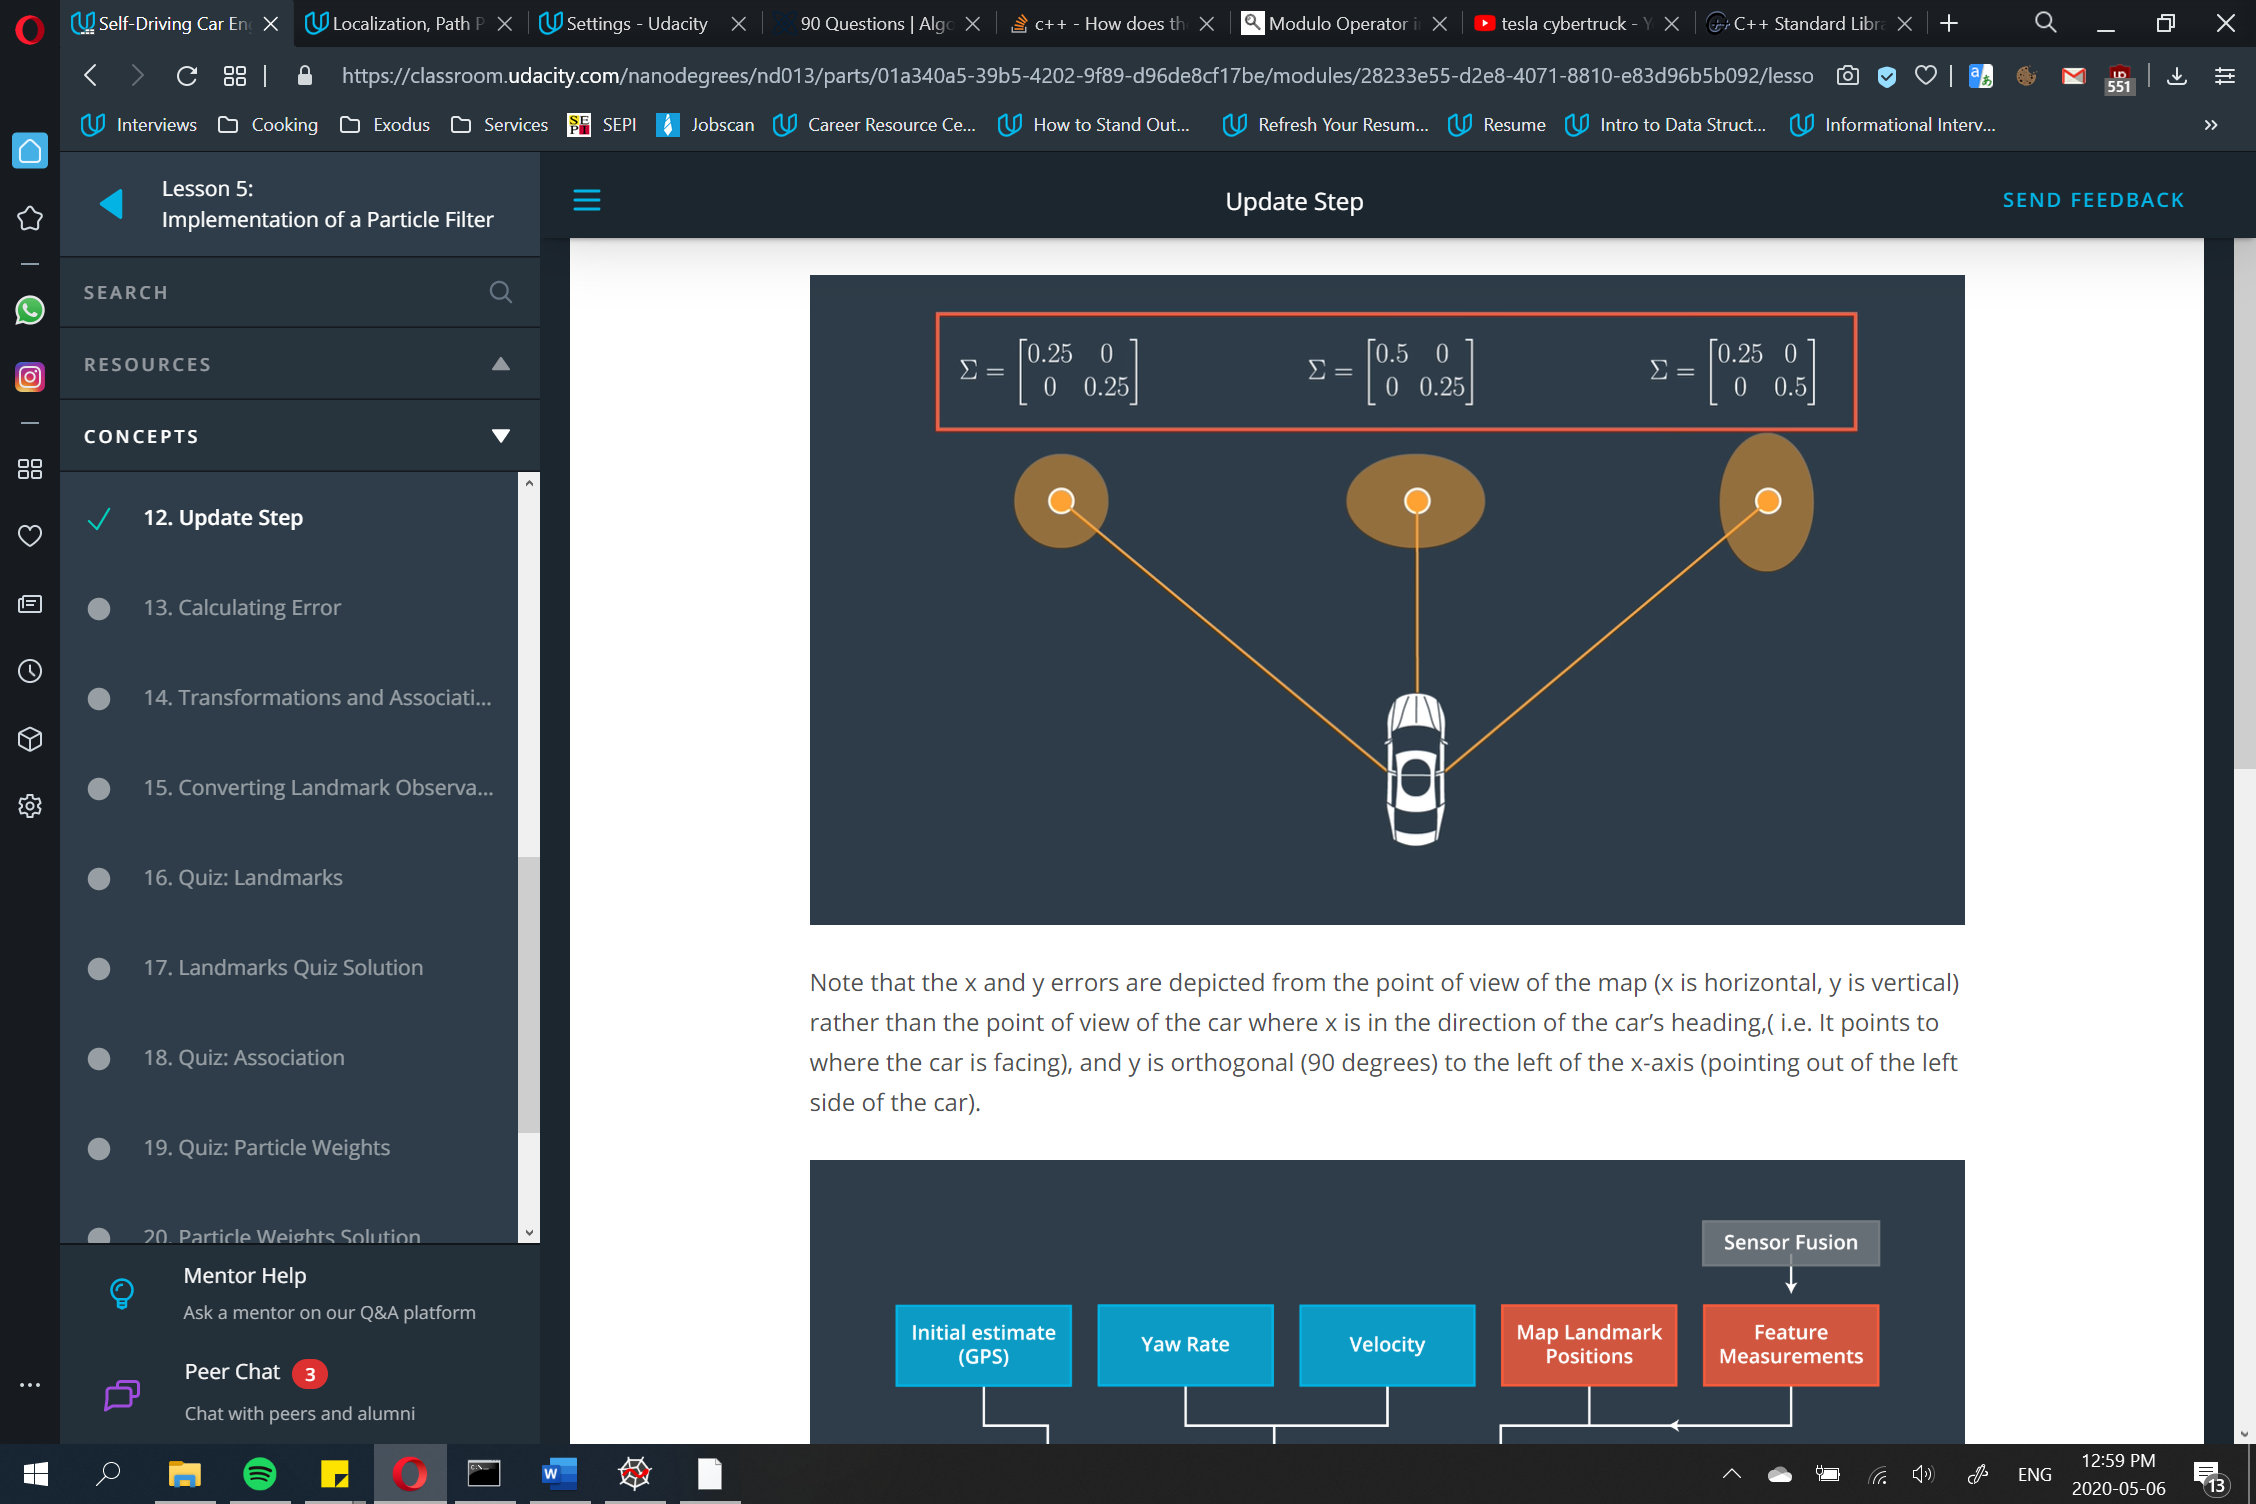 Self-Driving Car En
Localization, Path P
Settings - Udacity
90 Questions | Algo
c++ - How does th
Modulo Operator i
tesla cybertruck - Y
C++ Standard Libra
https://classroom.udacity.com/nanodegrees/nd013/parts/01a340a5-39b5-4202-9f89-d96de8cf17be/modules/28233e55-d2e8-4071-8810-e83d96b5b092/lesso
551
Interviews
Cooking
Exodus
Services
SEPI
Jobscan
Career Resource Ce...
How to Stand Out...
Refresh Your Resum...
Resume
Intro to Data Struct...
Informational Interv...
Lesson 5:
Implementation of a Particle Filter
SEARCH
RESOURCES
CONCEPTS
12. Update Step
13. Calculating Error
14. Transformations and Associati...
15. Converting Landmark Observa...
16. Quiz: Landmarks
17. Landmarks Quiz Solution
18. Quiz: Association
19. Quiz: Particle Weights
20. Particle Weights Solution
Mentor Help
Ask a mentor on our Q&A platform
Peer Chat 3
Chat with peers and alumni
Update Step
SEND FEEDBACK
Σ = [0.25 0
0 0.25]
Σ = [0.5 0
0 0.25]
Σ = [0.25 0
0 0.5]
Note that the x and y errors are depicted from the point of view of the map (x is horizontal, y is vertical)
rather than the point of view of the car where x is in the direction of the car's heading,( i.e. It points to
where the car is facing), and y is orthogonal (90 degrees) to the left of the x-axis (pointing out of the left
side of the car).
Sensor Fusion
Initial estimate
(GPS)
Yaw Rate
Velocity
Map Landmark
Positions
Feature
Measurements
ENG
12:59 PM
2020-05-06
13